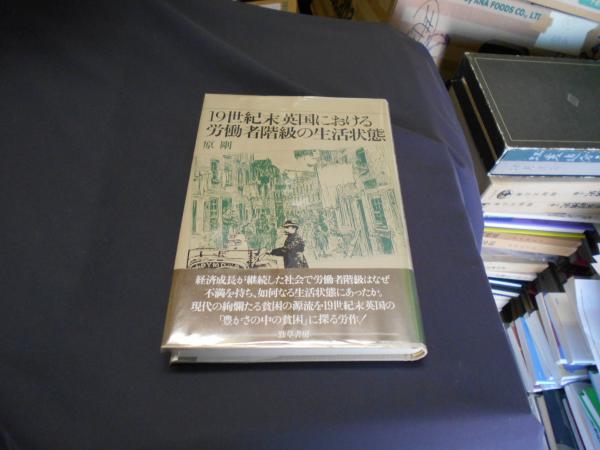 19世紀末英国における
労働者階級の生活状態
原 剛
経済成長が継続した社会で労働者階級はなぜ
不満を持ち、如何なる生活状態にあったか。
現代の絢爛たる貧困の源流を19世紀末英国の
「豊かさの中の貧困」に探る労作！
勁草書房
by ANA FOODS CO., LT